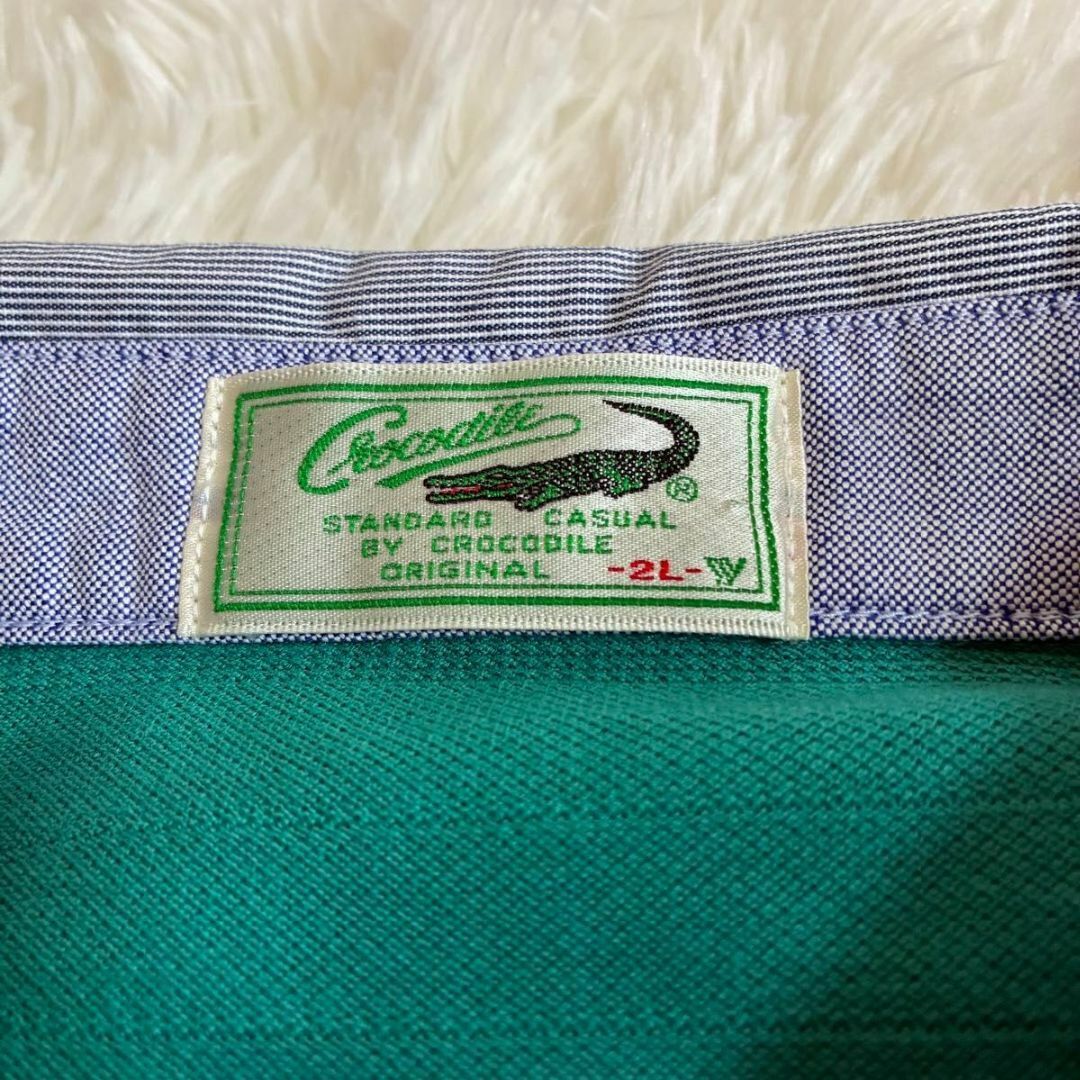 Crocodile
®
STANDARD CASUAL
BY CROCODILE
ORIGINAL -2L-